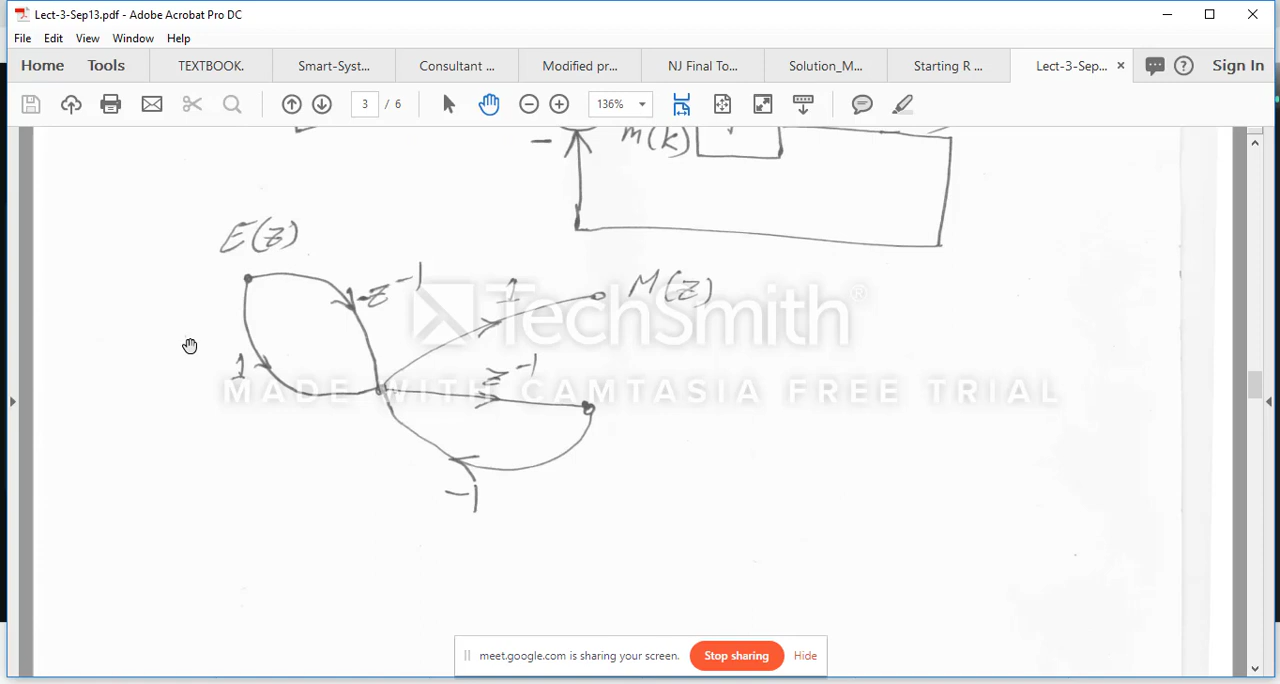 Lect-3-Sep13.pdf - Adobe Acrobat Pro DC
File Edit View Window Help
Home Tools TEXTBOOK. Smart-Syst... Consultant ... Modified pr... NJ Final To... Solution_M... Starting R ... Lect-3-Sep... × Sign In
3 / 6 136%
− m(k)
E(z)
-z⁻¹
1 M(z)
TechSmith®
1 z⁻¹
MADE WITH CAMTASIA FREE TRIAL
−1
meet.google.com is sharing your screen. Stop sharing Hide